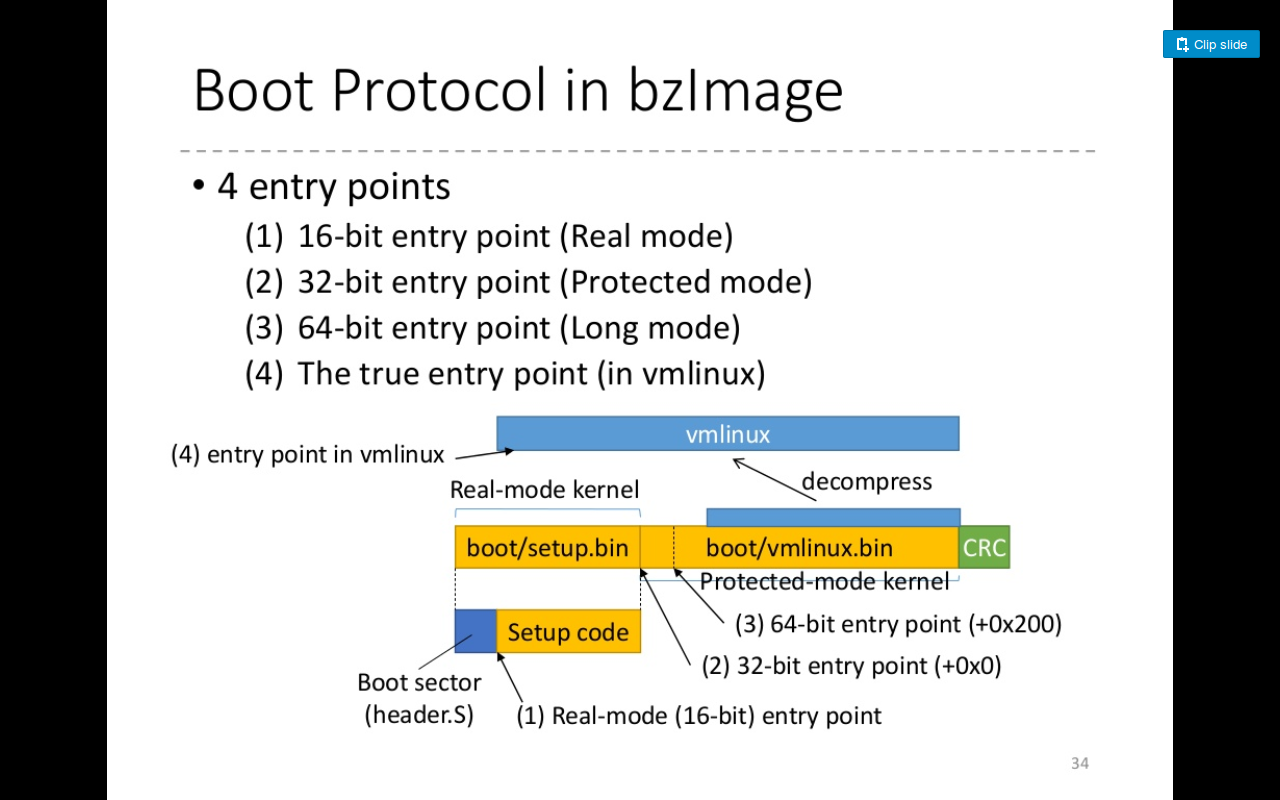 Clip slide
Boot Protocol in bzImage
• 4 entry points
(1) 16-bit entry point (Real mode)
(2) 32-bit entry point (Protected mode)
(3) 64-bit entry point (Long mode)
(4) The true entry point (in vmlinux)
vmlinux
(4) entry point in vmlinux
decompress
Real-mode kernel
boot/setup.bin
boot/vmlinux.bin
CRC
Protected-mode kernel
(3) 64-bit entry point (+0x200)
Setup code
(2) 32-bit entry point (+0x0)
Boot sector
(header.S)
(1) Real-mode (16-bit) entry point
34